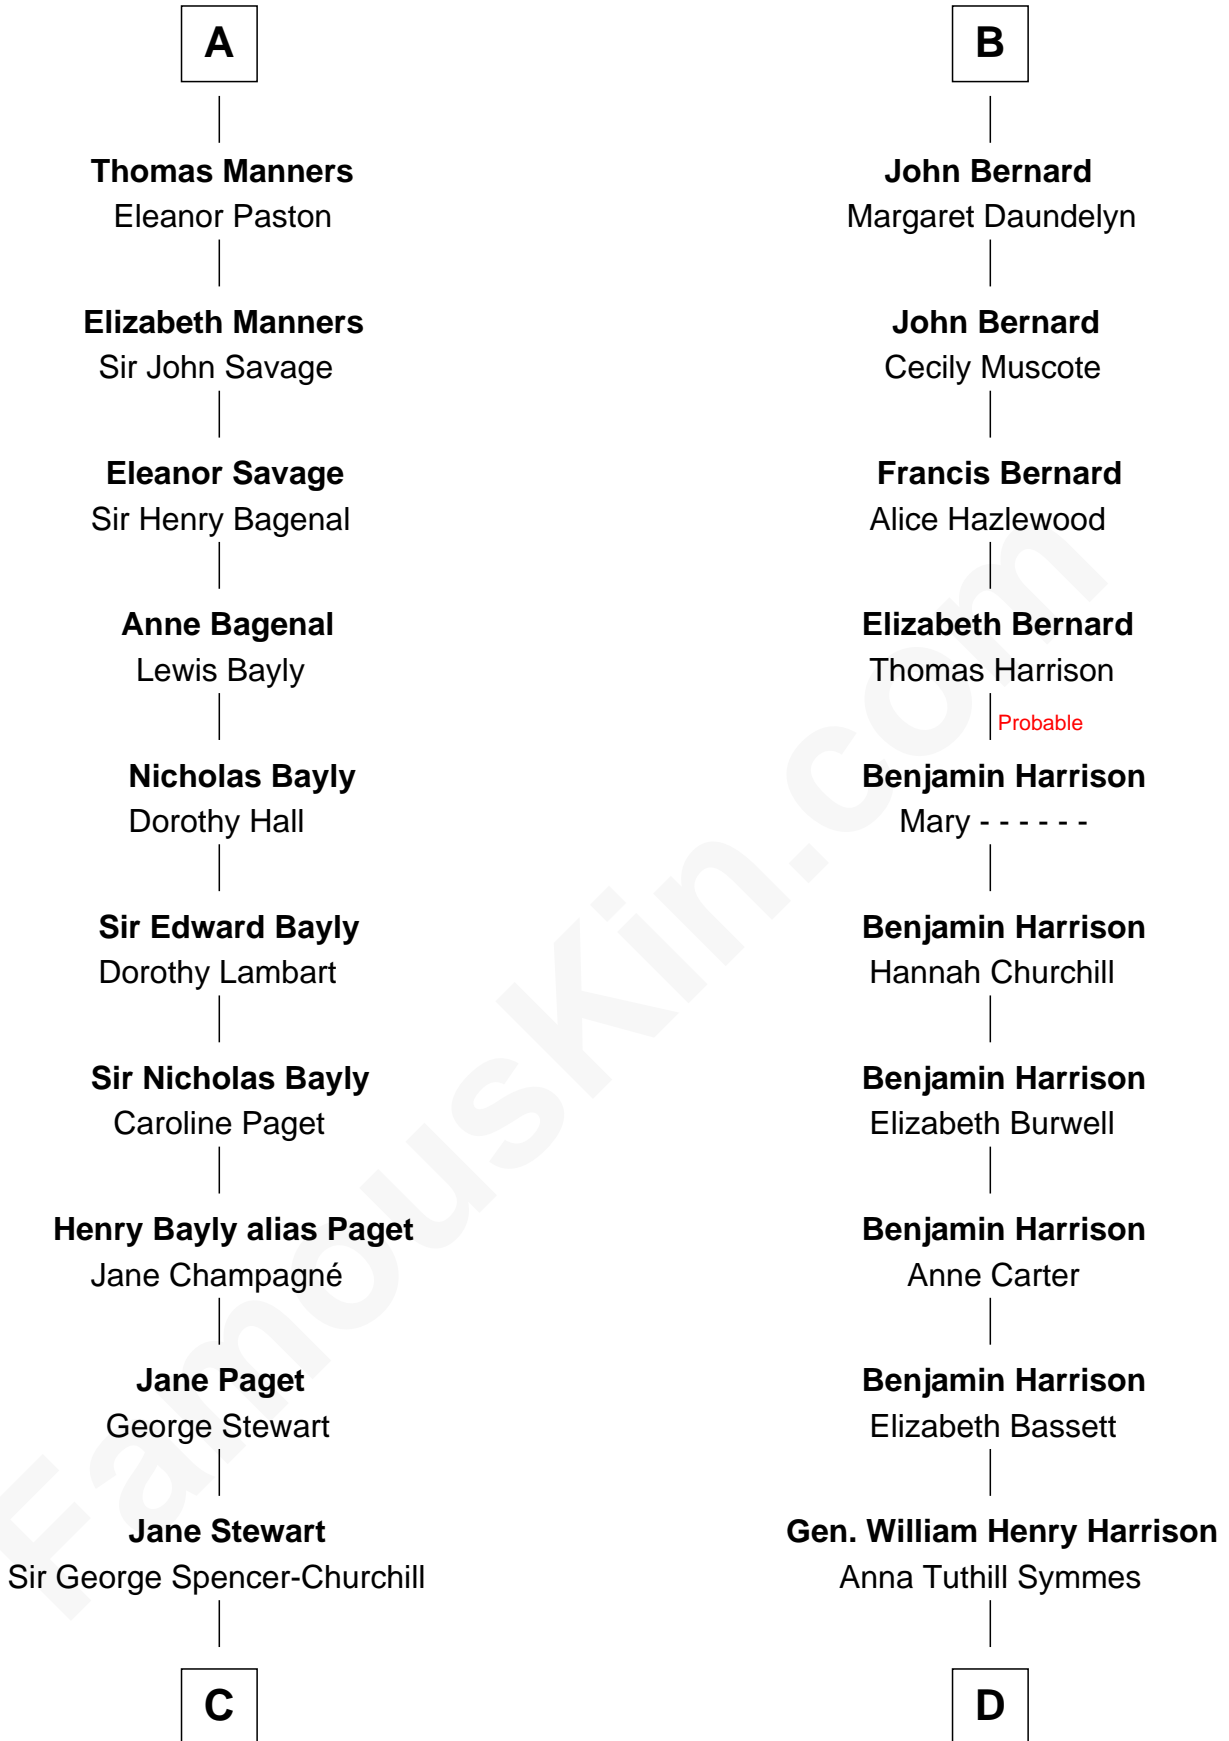 A
Thomas Manners
Eleanor Paston
Elizabeth Manners
Sir John Savage
Eleanor Savage
Sir Henry Bagenal
Anne Bagenal
Lewis Bayly
Nicholas Bayly
Dorothy Hall
Sir Edward Bayly
Dorothy Lambart
Sir Nicholas Bayly
Caroline Paget
Henry Bayly alias Paget
Jane Champagné
Jane Paget
George Stewart
Jane Stewart
Sir George Spencer-Churchill
C
B
John Bernard
Margaret Daundelyn
John Bernard
Cecily Muscote
Francis Bernard
Alice Hazlewood
Elizabeth Bernard
Thomas Harrison
Probable
Benjamin Harrison
Mary - - - - - -
Benjamin Harrison
Hannah Churchill
Benjamin Harrison
Elizabeth Burwell
Benjamin Harrison
Anne Carter
Benjamin Harrison
Elizabeth Bassett
Gen. William Henry Harrison
Anna Tuthill Symmes
D
FamousKin.com